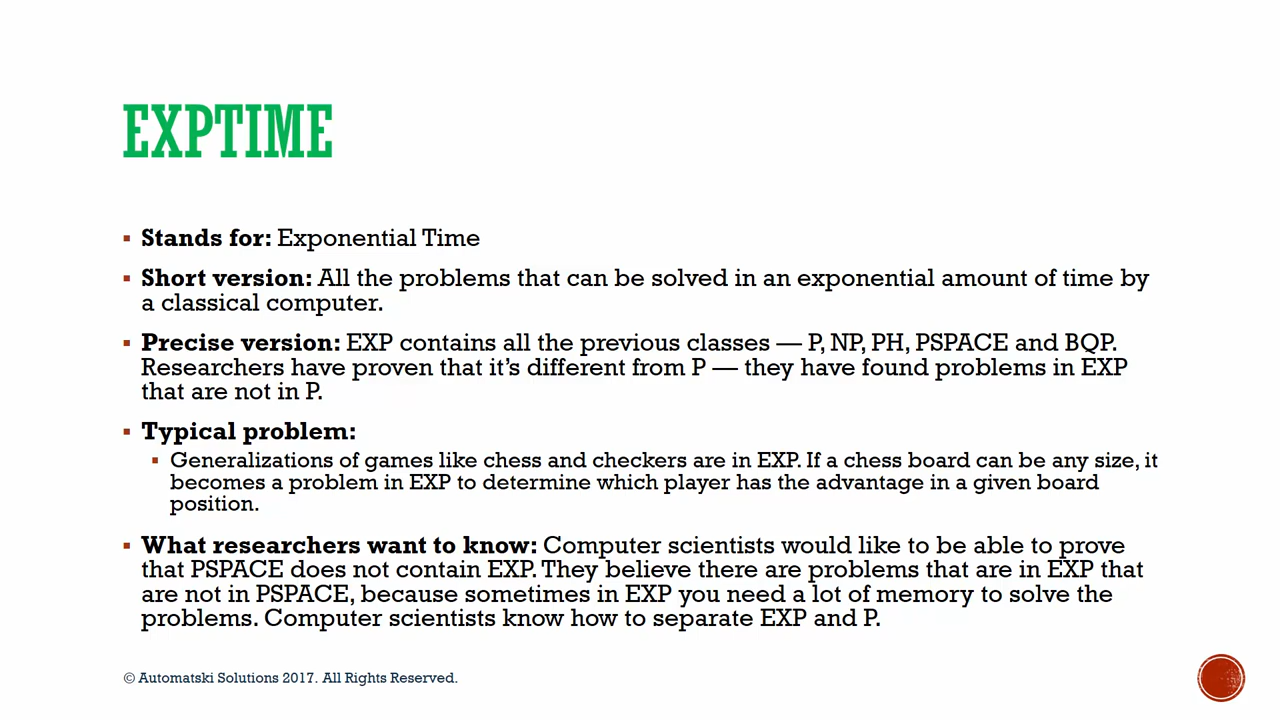 EXPTIME
▪ Stands for: Exponential Time
▪ Short version: All the problems that can be solved in an exponential amount of time by
a classical computer.
▪ Precise version: EXP contains all the previous classes — P, NP, PH, PSPACE and BQP.
Researchers have proven that it’s different from P — they have found problems in EXP
that are not in P.
▪ Typical problem:
▪ Generalizations of games like chess and checkers are in EXP. If a chess board can be any size, it
becomes a problem in EXP to determine which player has the advantage in a given board
position.
▪ What researchers want to know: Computer scientists would like to be able to prove
that PSPACE does not contain EXP. They believe there are problems that are in EXP that
are not in PSPACE, because sometimes in EXP you need a lot of memory to solve the
problems. Computer scientists know how to separate EXP and P.
© Automatski Solutions 2017. All Rights Reserved.